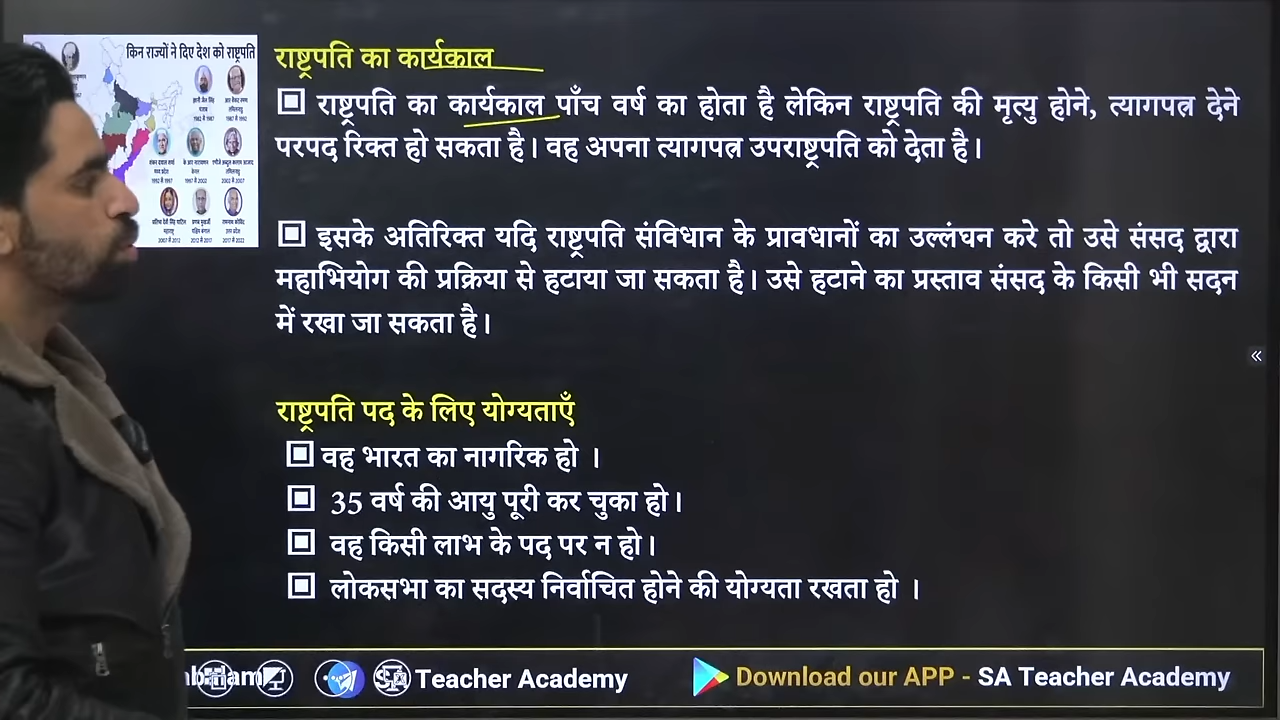 किन राज्यों ने दिए देश को राष्ट्रपति
राष्ट्रपति का कार्यकाल
राष्ट्रपति का कार्यकाल पाँच वर्ष का होता है लेकिन राष्ट्रपति की मृत्यु होने, त्यागपत्र देने
परपद रिक्त हो सकता है। वह अपना त्यागपत्र उपराष्ट्रपति को देता है।
इसके अतिरिक्त यदि राष्ट्रपति संविधान के प्रावधानों का उल्लंघन करे तो उसे संसद द्वारा
महाभियोग की प्रक्रिया से हटाया जा सकता है। उसे हटाने का प्रस्ताव संसद के किसी भी सदन
में रखा जा सकता है।
राष्ट्रपति पद के लिए योग्यताएँ
वह भारत का नागरिक हो ।
35 वर्ष की आयु पूरी कर चुका हो।
वह किसी लाभ के पद पर न हो।
लोकसभा का सदस्य निर्वाचित होने की योग्यता रखता हो ।
Teacher Academy
Download our APP - SA Teacher Academy